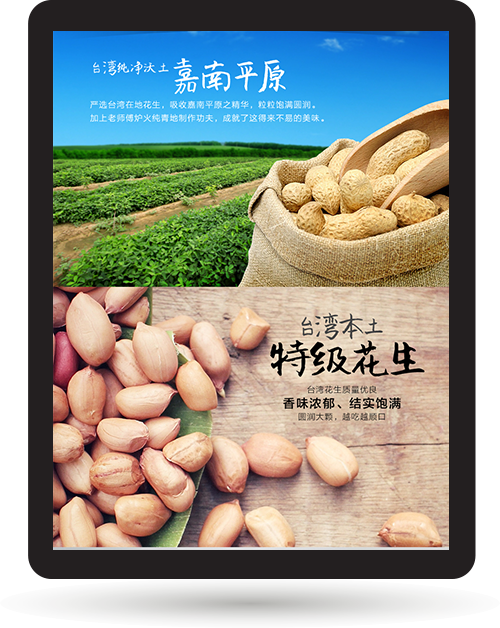 台湾纯净沃土 嘉南平原
严选台湾在地花生，吸收嘉南平原之精华，粒粒饱满圆润。
加上老师傅炉火纯青地制作功夫，成就了这得来不易的美味。
台湾本土
特级花生
台湾花生质量优良
香味浓郁、结实饱满
圆润大颗，越吃越顺口